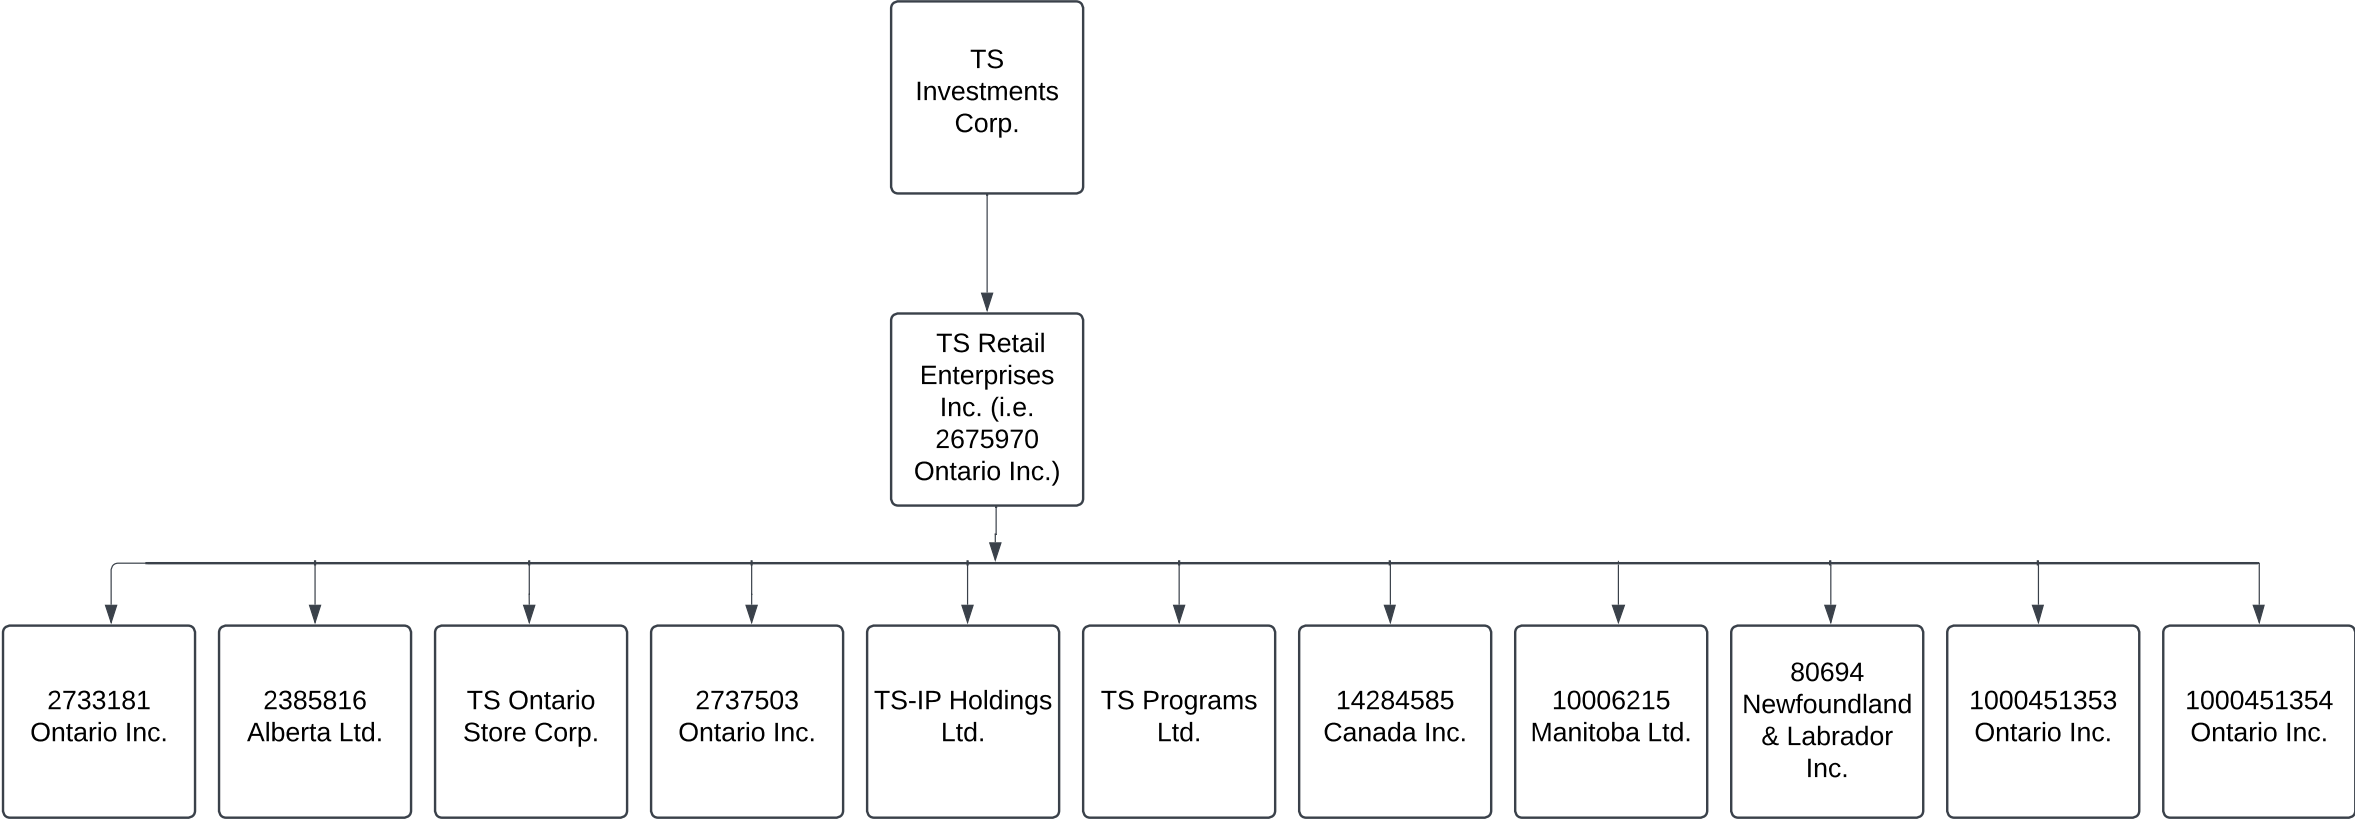 TS
Investments
Corp.
TS Retail
Enterprises
Inc. (i.e.
2675970
Ontario Inc.)
2733181
Ontario Inc.
2385816
Alberta Ltd.
TS Ontario
Store Corp.
2737503
Ontario Inc.
TS-IP Holdings
Ltd.
TS Programs
Ltd.
14284585
Canada Inc.
10006215
Manitoba Ltd.
80694
Newfoundland
& Labrador
Inc.
1000451353
Ontario Inc.
1000451354
Ontario Inc.